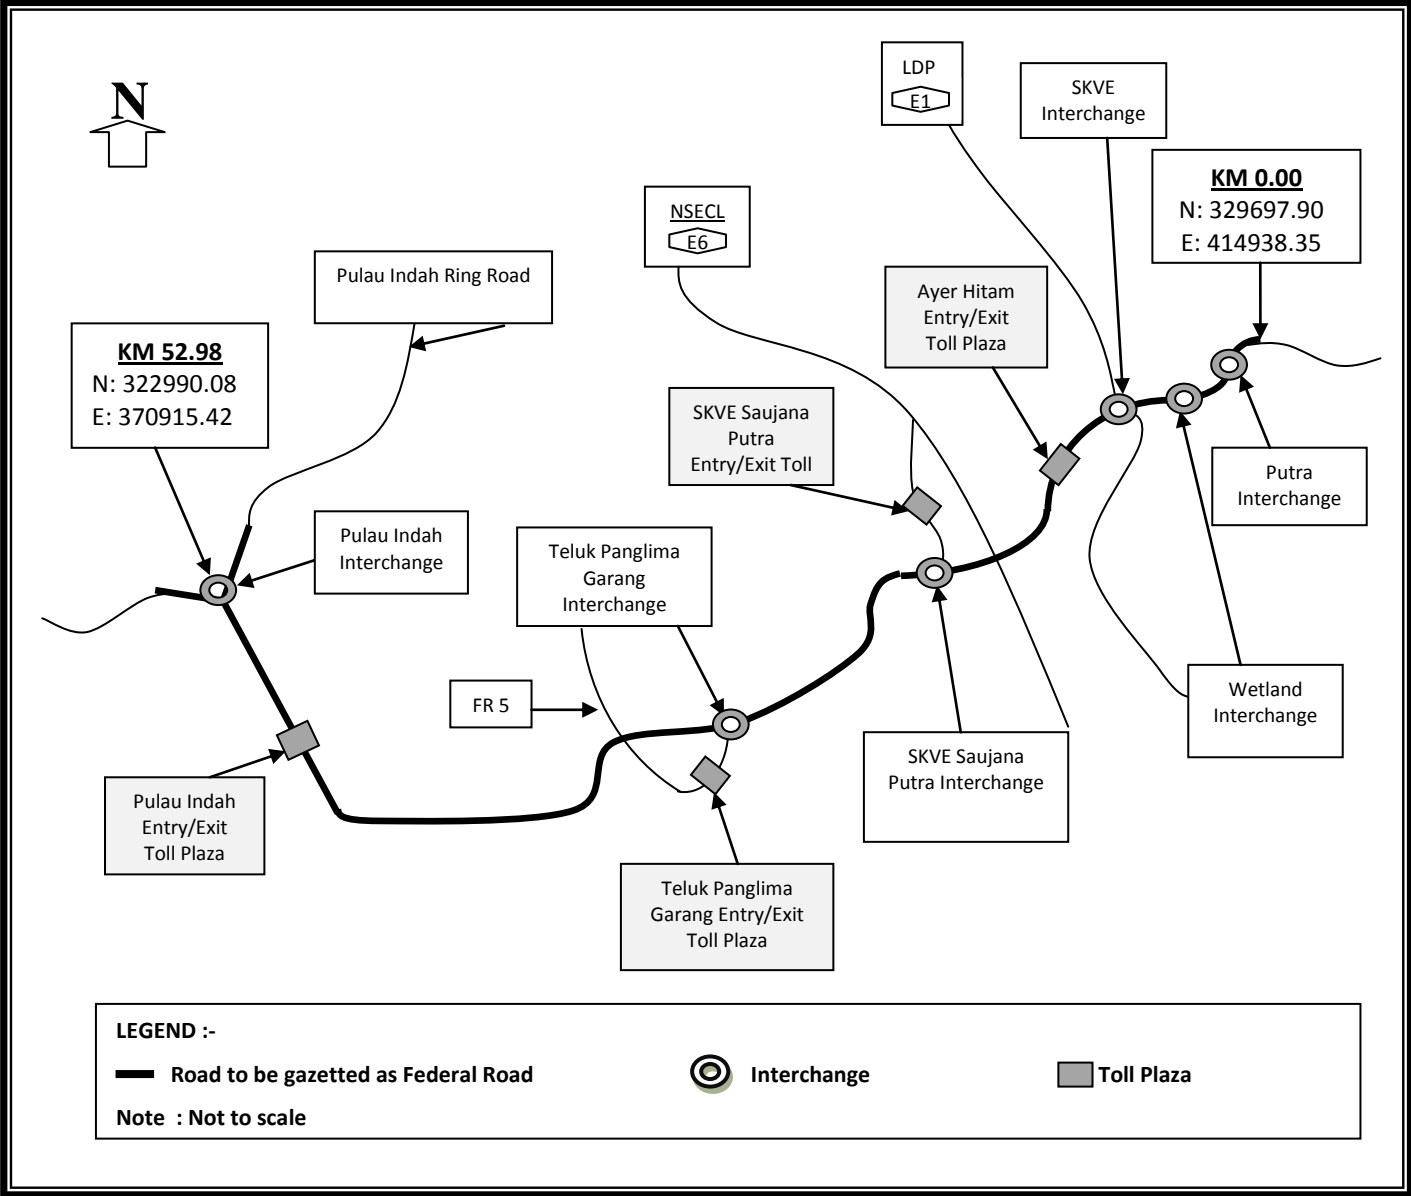 N
LDP
E1
SKVE
Interchange
KM 0.00
N: 329697.90
E: 414938.35
NSECL
E6
Pulau Indah Ring Road
Ayer Hitam
Entry/Exit
Toll Plaza
KM 52.98
N: 322990.08
E: 370915.42
SKVE Saujana
Putra
Entry/Exit Toll
Putra
Interchange
Pulau Indah
Interchange
Teluk Panglima
Garang
Interchange
FR 5
Wetland
Interchange
SKVE Saujana
Putra Interchange
Pulau Indah
Entry/Exit
Toll Plaza
Teluk Panglima
Garang Entry/Exit
Toll Plaza
LEGEND :-
Road to be gazetted as Federal Road
Interchange
Toll Plaza
Note : Not to scale